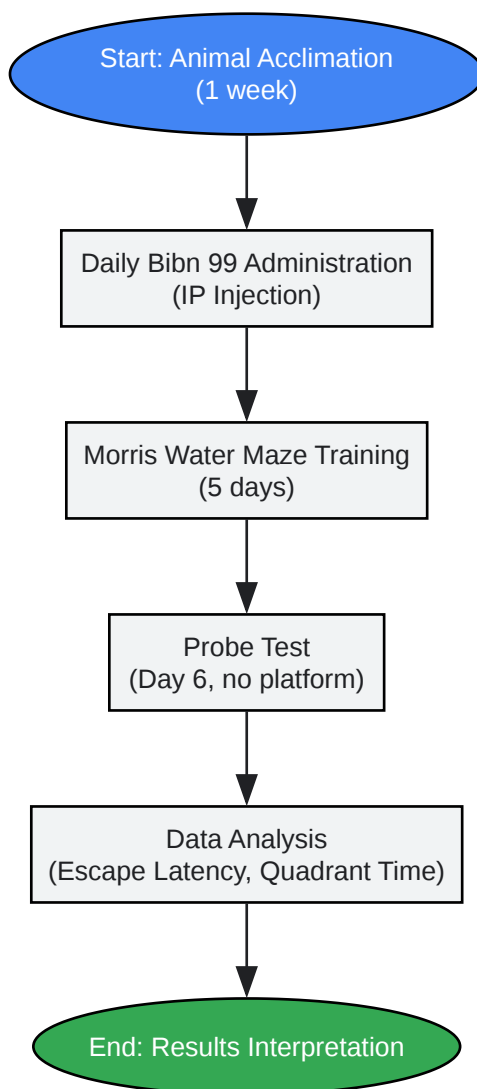 Start: Animal Acclimation
(1 week)
Daily Bibn 99 Administration
(IP Injection)
Morris Water Maze Training
(5 days)
Probe Test
(Day 6, no platform)
Data Analysis
(Escape Latency, Quadrant Time)
End: Results Interpretation